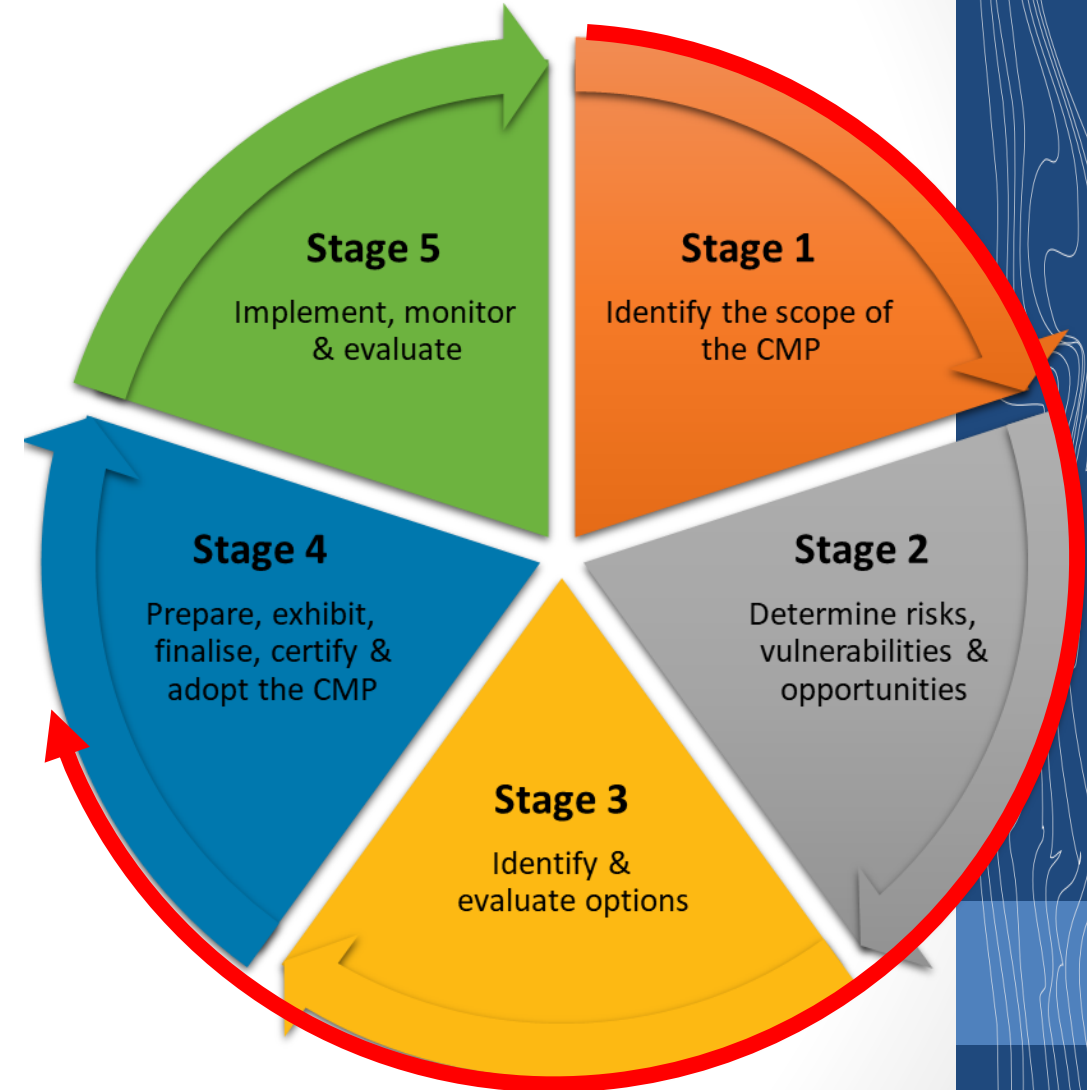 Stage 1
Identify the scope of
the CMP
Stage 2
Determine risks,
vulnerabilities &
opportunities
Stage 3
Identify &
evaluate options
Stage 4
Prepare, exhibit,
finalise, certify &
adopt the CMP
Stage 5
Implement, monitor
& evaluate